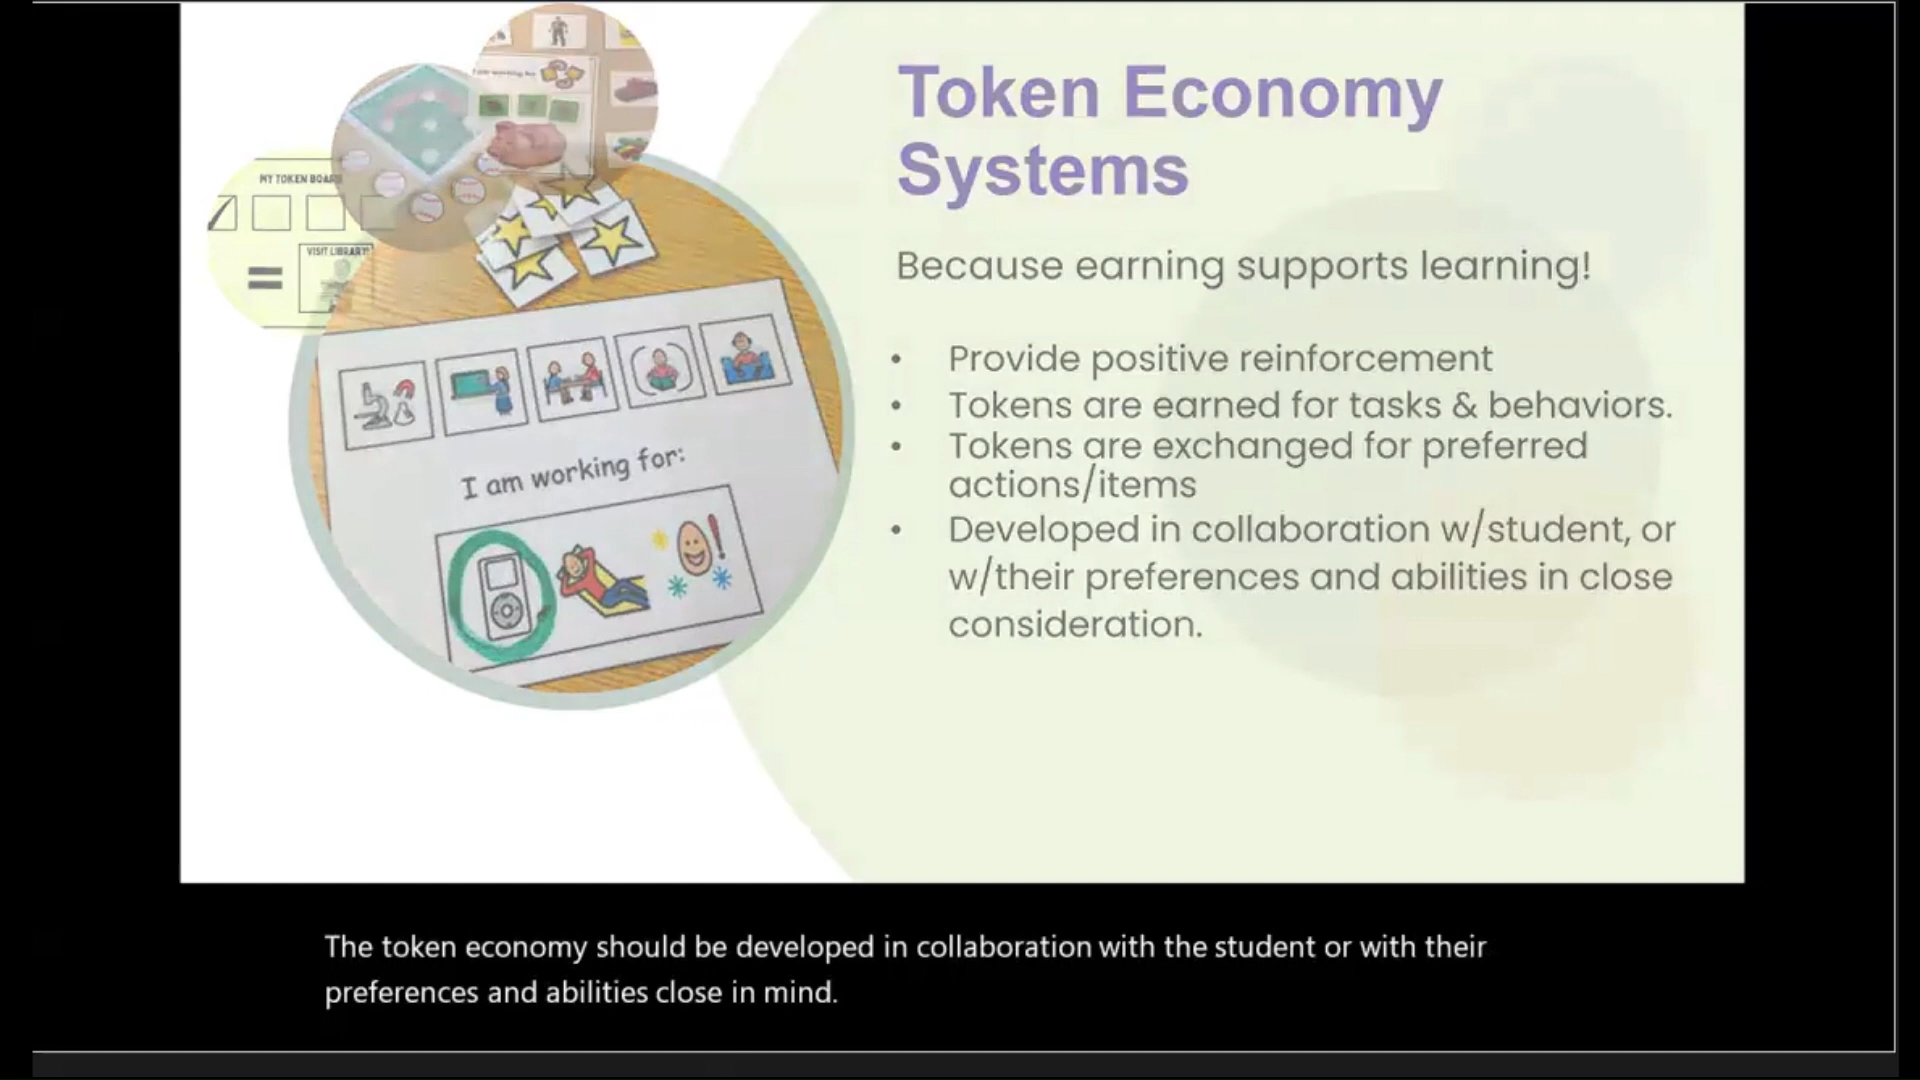 Token Economy
Systems
Because earning supports learning!
• Provide positive reinforcement
• Tokens are earned for tasks & behaviors.
• Tokens are exchanged for preferred
actions/items
• Developed in collaboration w/student, or
w/their preferences and abilities in close
consideration.
I am working for:
MY TOKEN BOARD
VISIT LIBRARY!
=
I am working for:
The token economy should be developed in collaboration with the student or with their
preferences and abilities close in mind.